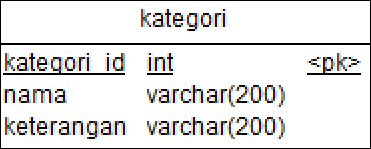 kategori
kategori_id int <pk>
nama varchar(200)
keterangan varchar(200)